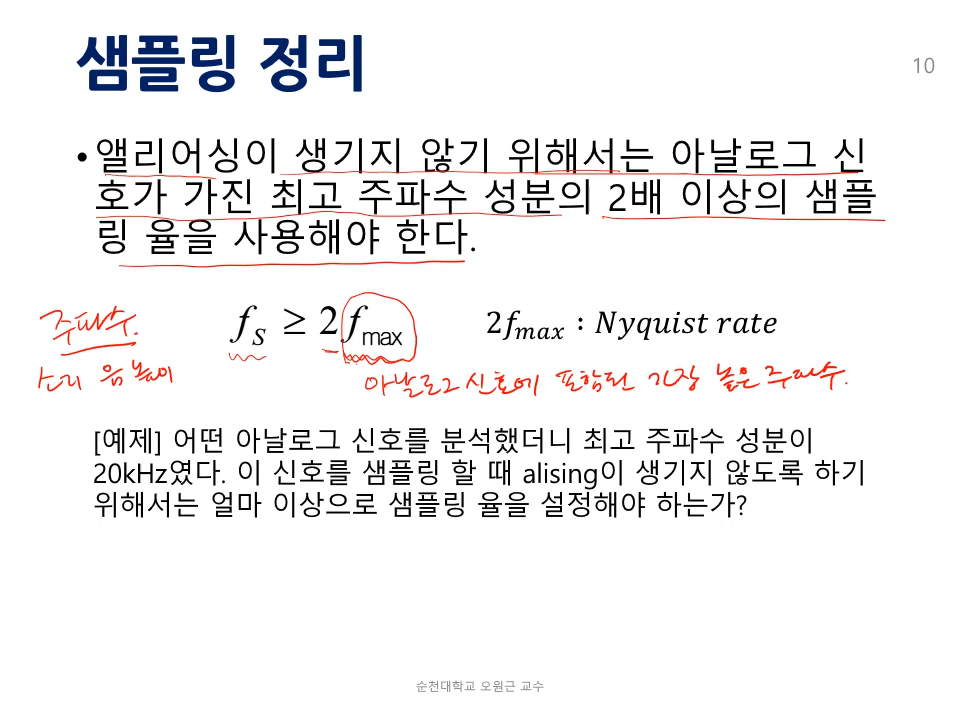 샘플링 정리
10
• 앨리어싱이 생기지 않기 위해서는 아날로그 신
호가 가진 최고 주파수 성분의 2배 이상의 샘플
링 율을 사용해야 한다.
주파수.
소리 음 높이
f_S ≥ 2f_max
2f_max : Nyquist rate
아날로그 신호에 포함된 가장 높은 주파수.
[예제] 어떤 아날로그 신호를 분석했더니 최고 주파수 성분이
20kHz였다. 이 신호를 샘플링 할 때 alising이 생기지 않도록 하기
위해서는 얼마 이상으로 샘플링 율을 설정해야 하는가?
순천대학교 오원근 교수